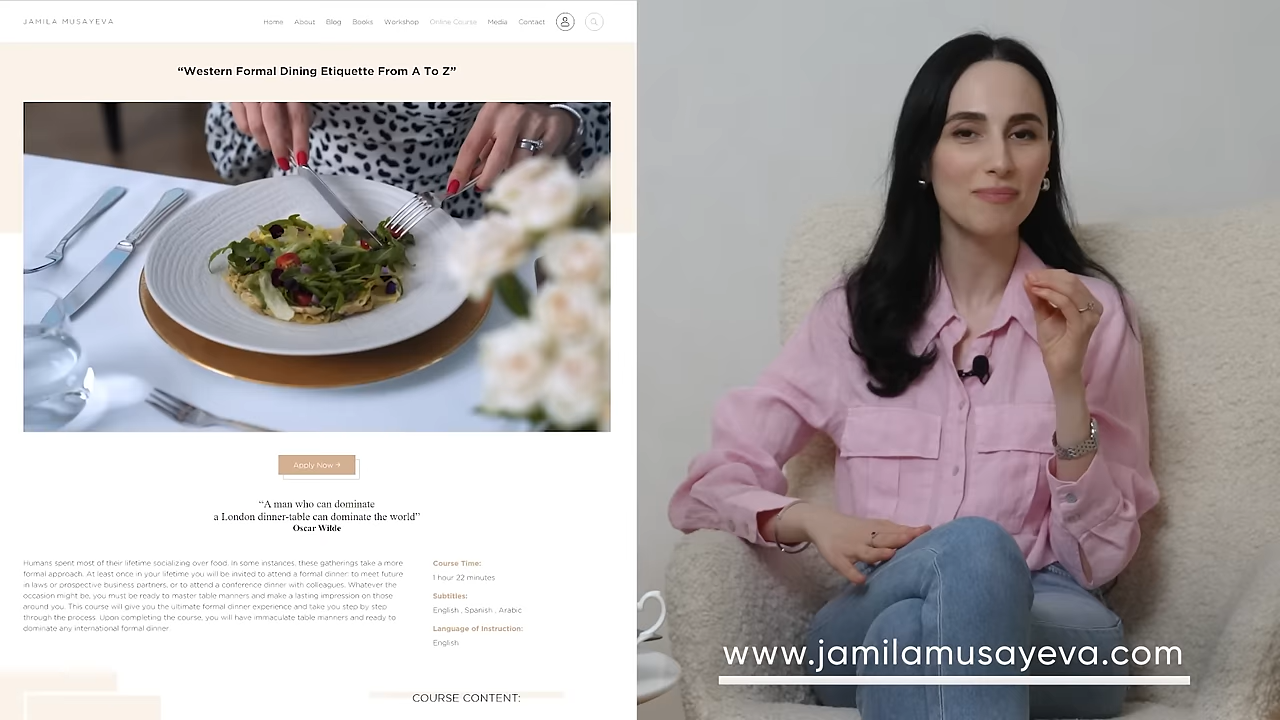 JAMILA MUSAYEVA
Home About Blog Books Workshop Online Course Media Contact
“Western Formal Dining Etiquette From A To Z”
Apply Now →
“A man who can dominate
a London dinner-table can dominate the world”
Oscar Wilde
Humans spent most of their lifetime socializing over food. In some instances, these gatherings take a more
formal approach. At least once in your lifetime you will be invited to attend a formal dinner: to meet future
in laws or prospective business partners, or to attend a conference dinner with colleagues. Whatever the
occasion might be, you must be ready to master table manners and make a lasting impression on those
around you. This course will give you the ultimate formal dinner experience and take you step by step
through the process. Upon completing the course, you will have immaculate table manners and ready to
dominate any international formal dinner.
Course Time:
1 hour 22 minutes
Subtitles:
English , Spanish . Arabic
Language of Instruction:
English
COURSE CONTENT:
www.jamilamusayeva.com